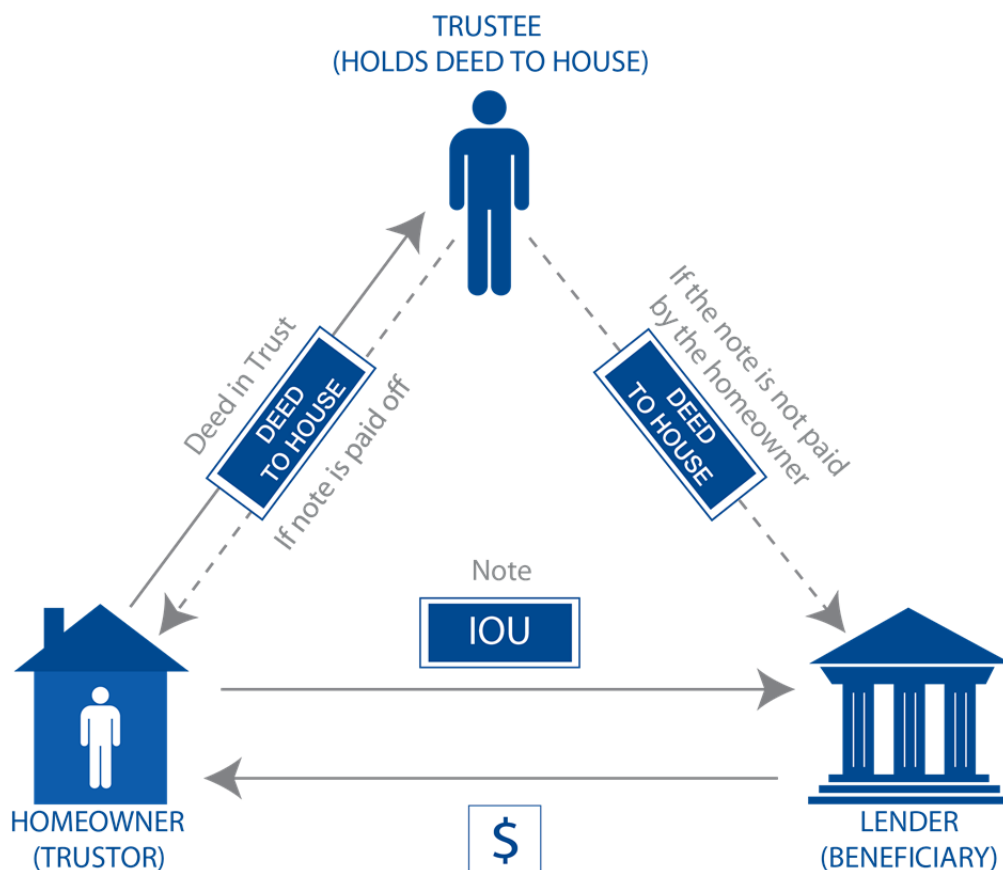 TRUSTEE
(HOLDS DEED TO HOUSE)
Deed in Trust
DEED
TO HOUSE
If note is paid off
If the note is not paid
by the homeowner
DEED
TO HOUSE
Note
IOU
HOMEOWNER
(TRUSTOR)
$
LENDER
(BENEFICIARY)